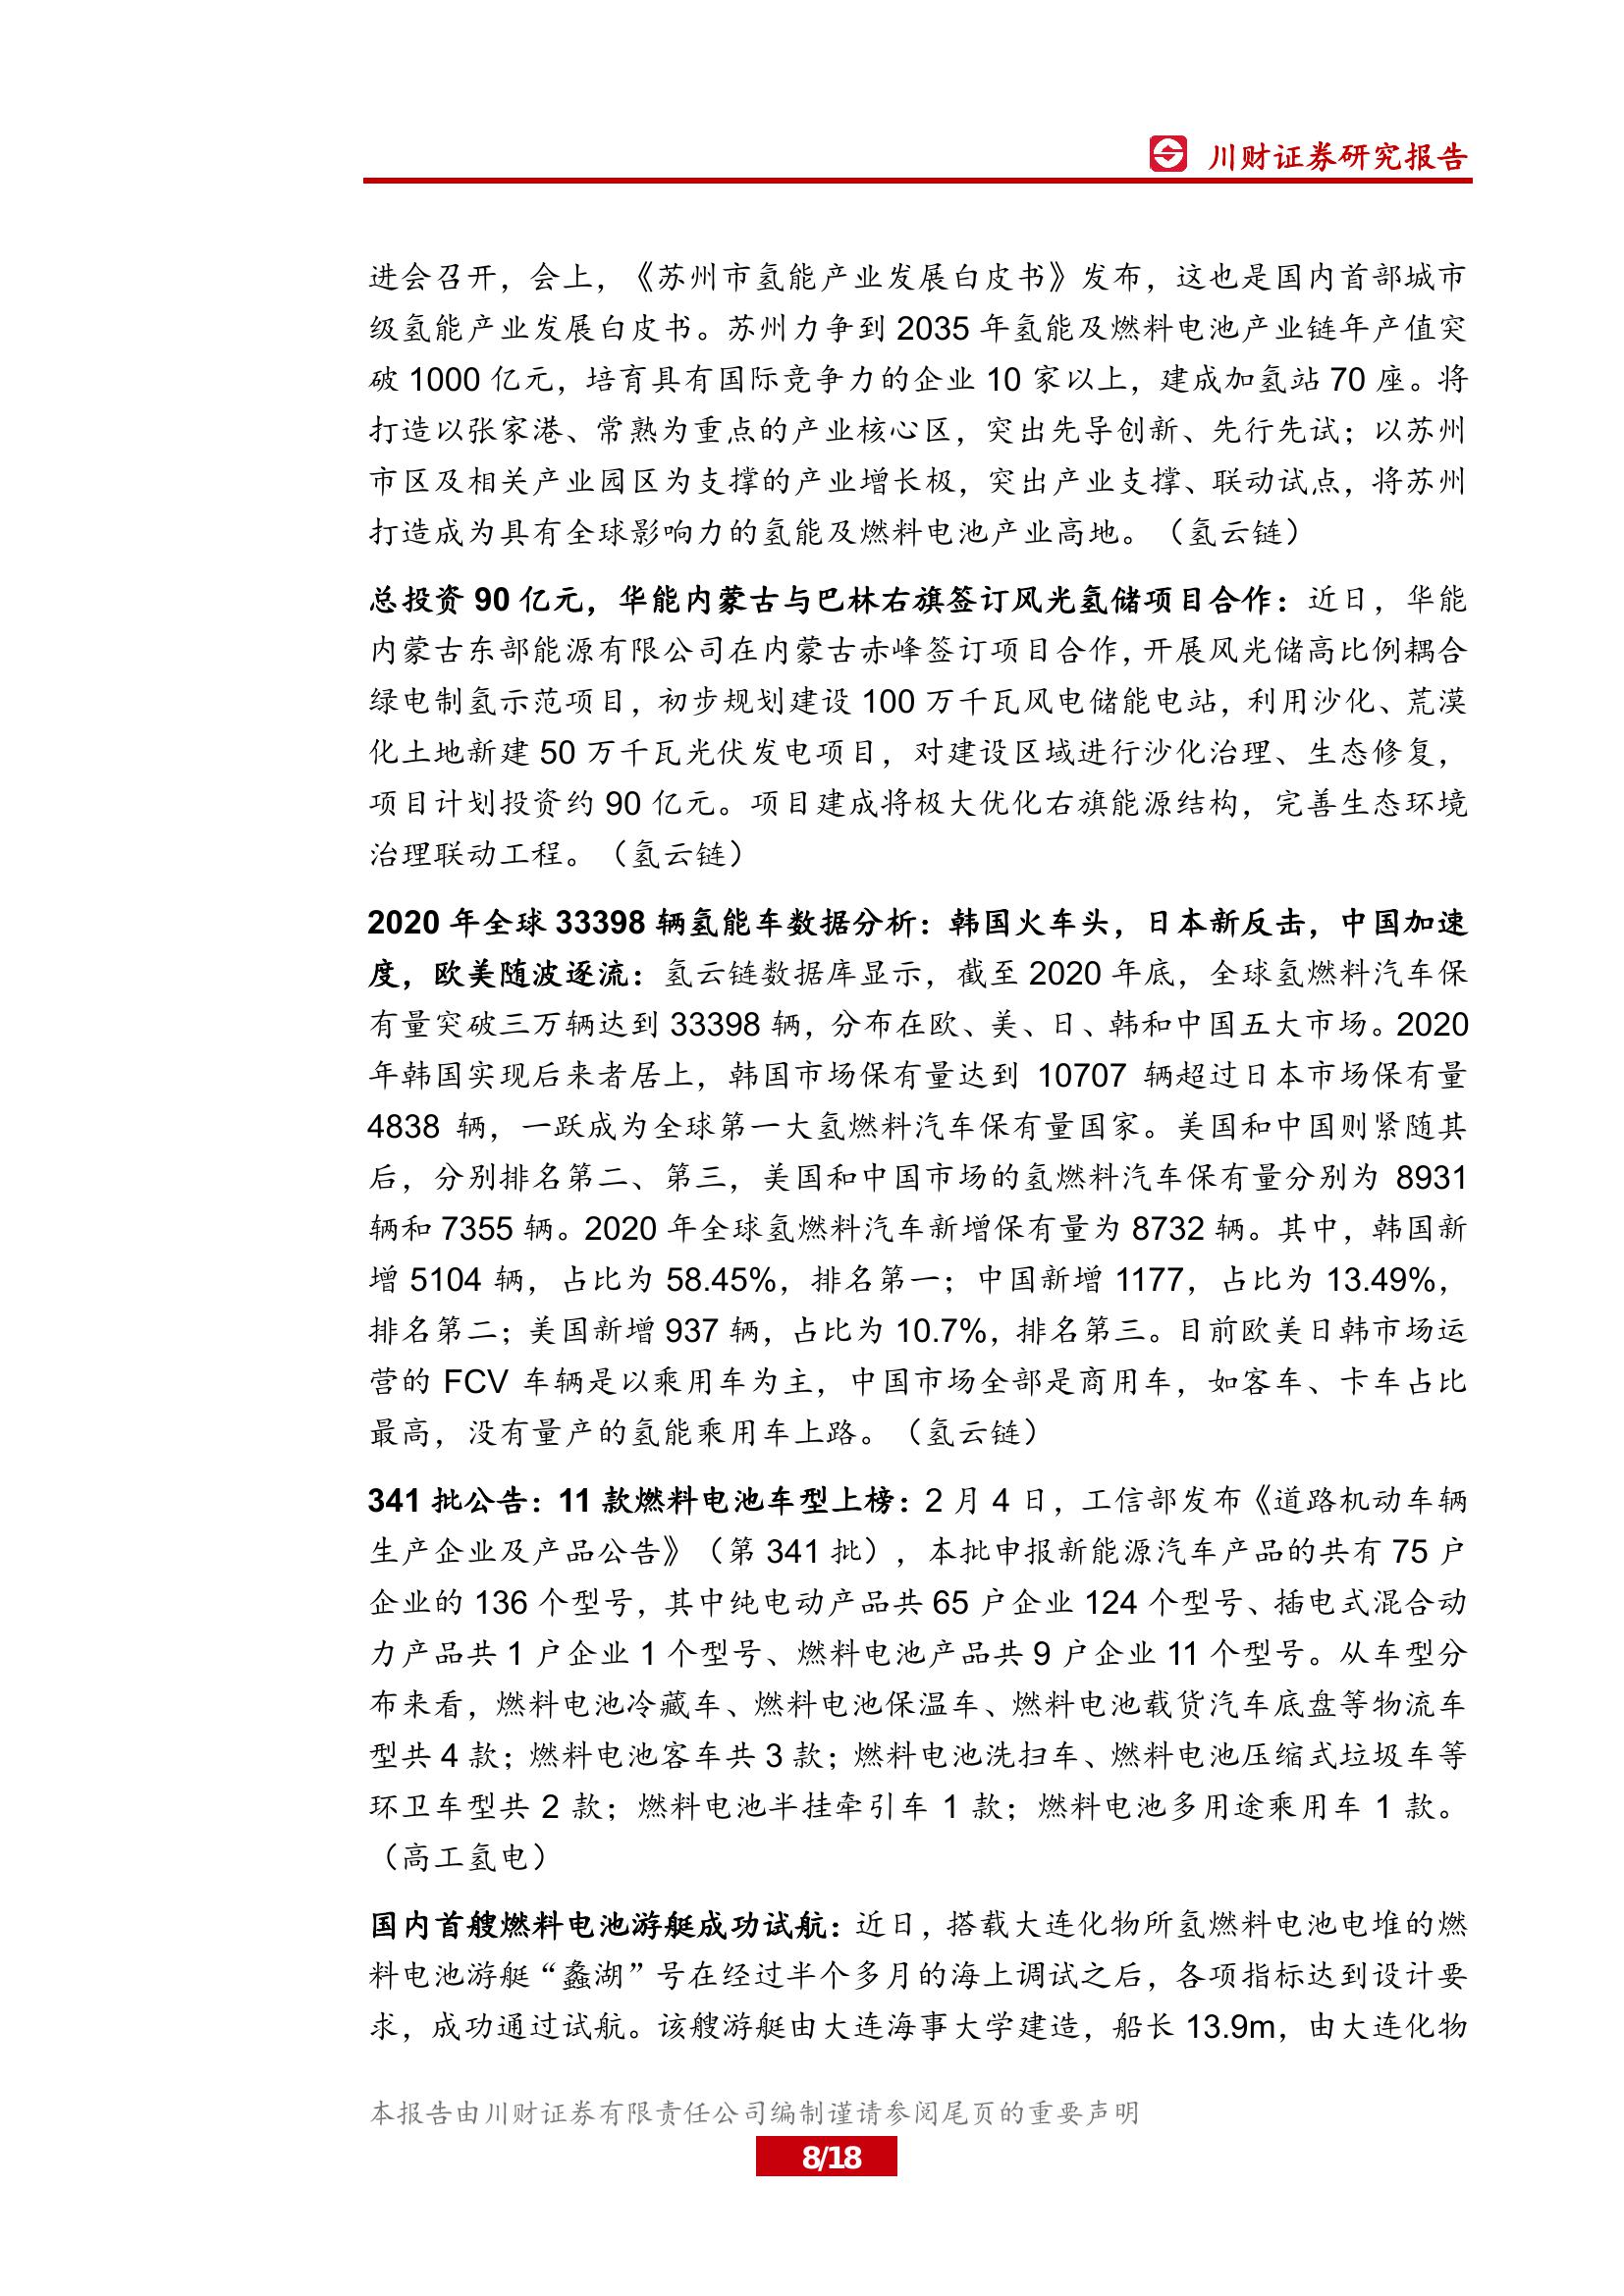 川财证券研究报告
进会召开，会上，《苏州市氢能产业发展白皮书》发布，这也是国内首部城市
级氢能产业发展白皮书。苏州力争到 2035 年氢能及燃料电池产业链年产值突
破 1000 亿元，培育具有国际竞争力的企业 10 家以上，建成加氢站 70 座。将
打造以张家港、常熟为重点的产业核心区，突出先导创新、先行先试；以苏州
市区及相关产业园区为支撑的产业增长极，突出产业支撑、联动试点，将苏州
打造成为具有全球影响力的氢能及燃料电池产业高地。（氢云链）
总投资 90 亿元，华能内蒙古与巴林右旗签订风光氢储项目合作：近日，华能
内蒙古东部能源有限公司在内蒙古赤峰签订项目合作，开展风光储高比例耦合
绿电制氢示范项目，初步规划建设 100 万千瓦风电储能电站，利用沙化、荒漠
化土地新建 50 万千瓦光伏发电项目，对建设区域进行沙化治理、生态修复，
项目计划投资约 90 亿元。项目建成将极大优化右旗能源结构，完善生态环境
治理联动工程。（氢云链）
2020 年全球 33398 辆氢能车数据分析：韩国火车头，日本新反击，中国加速
度，欧美随波逐流：氢云链数据库显示，截至 2020 年底，全球氢燃料汽车保
有量突破三万辆达到 33398 辆，分布在欧、美、日、韩和中国五大市场。2020
年韩国实现后来者居上，韩国市场保有量达到 10707 辆超过日本市场保有量
4838 辆，一跃成为全球第一大氢燃料汽车保有量国家。美国和中国则紧随其
后，分别排名第二、第三，美国和中国市场的氢燃料汽车保有量分别为 8931
辆和 7355 辆。2020 年全球氢燃料汽车新增保有量为 8732 辆。其中，韩国新
增 5104 辆，占比为 58.45%，排名第一；中国新增 1177，占比为 13.49%，
排名第二；美国新增 937 辆，占比为 10.7%，排名第三。目前欧美日韩市场运
营的 FCV 车辆是以乘用车为主，中国市场全部是商用车，如客车、卡车占比
最高，没有量产的氢能乘用车上路。（氢云链）
341 批公告：11 款燃料电池车型上榜：2 月 4 日，工信部发布《道路机动车辆
生产企业及产品公告》（第 341 批），本批申报新能源汽车产品的共有 75 户
企业的 136 个型号，其中纯电动产品共 65 户企业 124 个型号、插电式混合动
力产品共 1 户企业 1 个型号、燃料电池产品共 9 户企业 11 个型号。从车型分
布来看，燃料电池冷藏车、燃料电池保温车、燃料电池载货汽车底盘等物流车
型共 4 款；燃料电池客车共 3 款；燃料电池洗扫车、燃料电池压缩式垃圾车等
环卫车型共 2 款；燃料电池半挂牵引车 1 款；燃料电池多用途乘用车 1 款。
（高工氢电）
国内首艘燃料电池游艇成功试航：近日，搭载大连化物所氢燃料电池电堆的燃
料电池游艇“蠡湖”号在经过半个多月的海上调试之后，各项指标达到设计要
求，成功通过试航。该艘游艇由大连海事大学建造，船长 13.9m，由大连化物
本报告由川财证券有限责任公司编制谨请参阅尾页的重要声明
8/18